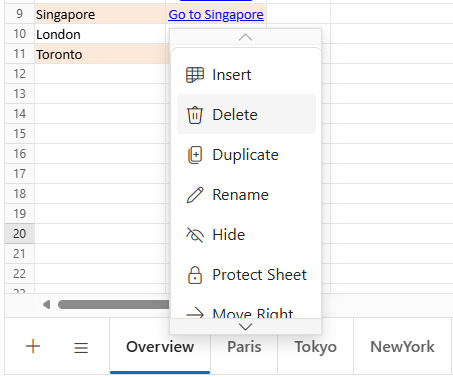 9 Singapore Go to Singapore
10 London
11 Toronto
12
13
14
15
16
17
18
19
20
21
22
Insert
Delete
Duplicate
Rename
Hide
Protect Sheet
Move Right
Overview Paris Tokyo NewYork